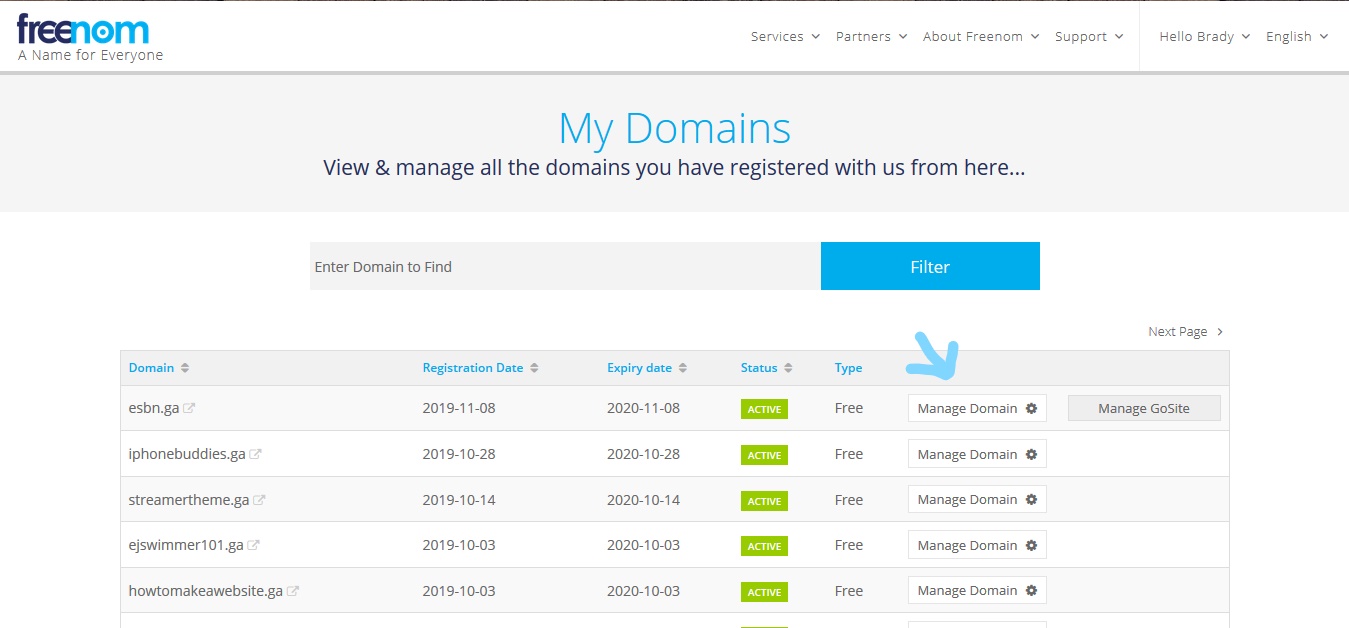 freenom
A Name for Everyone
Services Partners About Freenom Support Hello Brady English
My Domains
View & manage all the domains you have registered with us from here...
Enter Domain to Find Filter
Next Page
Domain Registration Date Expiry date Status Type
esbn.ga 2019-11-08 2020-11-08 ACTIVE Free Manage Domain Manage GoSite
iphonebuddies.ga 2019-10-28 2020-10-28 ACTIVE Free Manage Domain
streamertheme.ga 2019-10-14 2020-10-14 ACTIVE Free Manage Domain
ejswimmer101.ga 2019-10-03 2020-10-03 ACTIVE Free Manage Domain
howtomakeawebsite.ga 2019-10-03 2020-10-03 ACTIVE Free Manage Domain